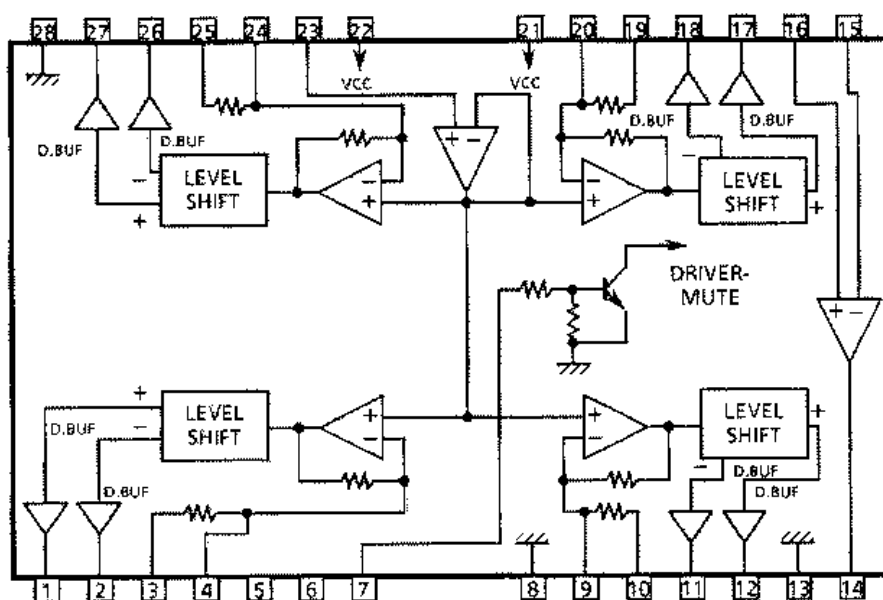 28 27 26 25 24 23 22 21 20 19 18 17 16 15
VCC VCC
D.BUF D.BUF D.BUF D.BUF
+ −
− LEVEL SHIFT
+
−
+
−
+
− LEVEL SHIFT
+
DRIVER-
MUTE
+ −
+ LEVEL SHIFT
−
+
−
+
−
LEVEL SHIFT +
−
D.BUF D.BUF D.BUF D.BUF
1 2 3 4 5 6 7 8 9 10 11 12 13 14